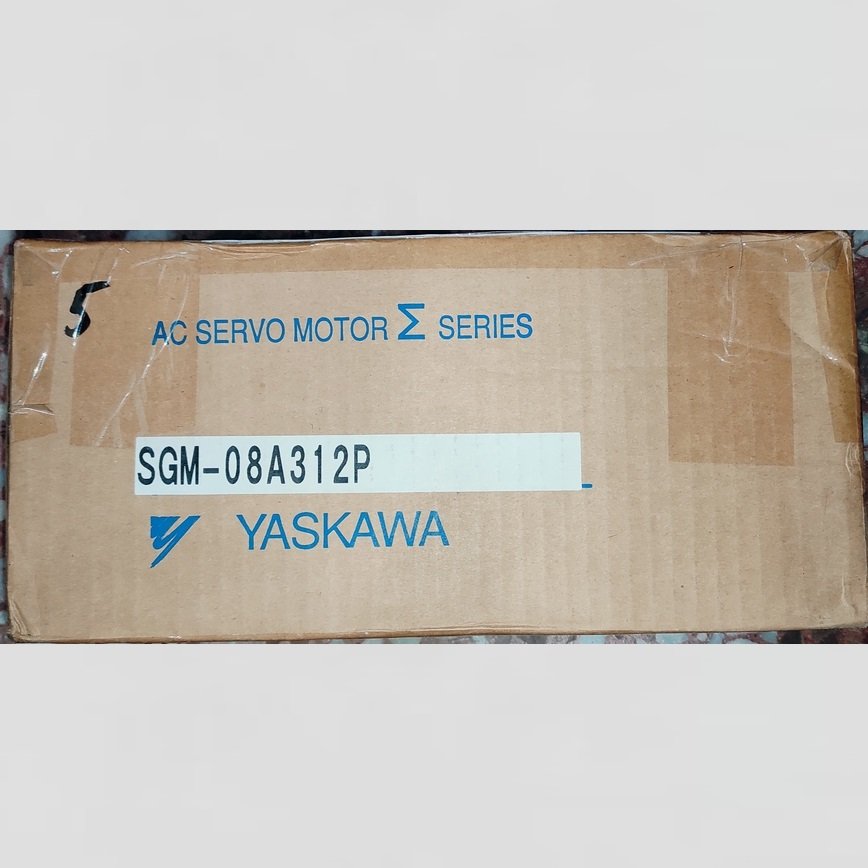 5
AC SERVO MOTOR Σ SERIES
SGM-08A312P
YASKAWA